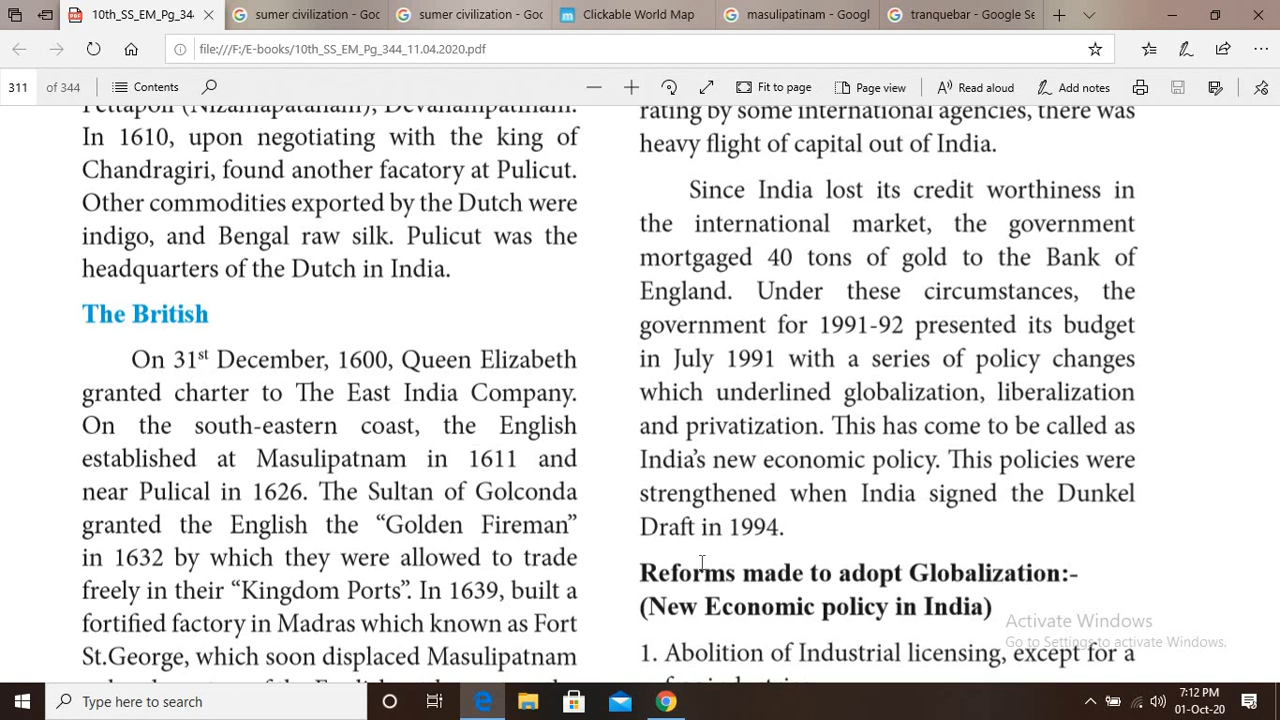 10th_SS_EM_Pg_34
sumer civilization - Goo
sumer civilization - Goo
Clickable World Map
masulipatinam - Googl
tranquebar - Google Se
file:///F:/E-books/10th_SS_EM_Pg_344_11.04.2020.pdf
311 of 344
Contents
Fit to page
Page view
Read aloud
Add notes
Pettapoli (Nizamapatanam), Devanampatinam.
In 1610, upon negotiating with the king of
Chandragiri, found another facatory at Pulicut.
Other commodities exported by the Dutch were
indigo, and Bengal raw silk. Pulicut was the
headquarters of the Dutch in India.
The British
On 31st December, 1600, Queen Elizabeth
granted charter to The East India Company.
On the south-eastern coast, the English
established at Masulipatnam in 1611 and
near Pulical in 1626. The Sultan of Golconda
granted the English the “Golden Fireman”
in 1632 by which they were allowed to trade
freely in their “Kingdom Ports”. In 1639, built a
fortified factory in Madras which known as Fort
St.George, which soon displaced Masulipatnam
rating by some international agencies, there was
heavy flight of capital out of India.
Since India lost its credit worthiness in
the international market, the government
mortgaged 40 tons of gold to the Bank of
England. Under these circumstances, the
government for 1991-92 presented its budget
in July 1991 with a series of policy changes
which underlined globalization, liberalization
and privatization. This has come to be called as
India’s new economic policy. This policies were
strengthened when India signed the Dunkel
Draft in 1994.
Reforms made to adopt Globalization:-
(New Economic policy in India)
1. Abolition of Industrial licensing, except for a
Activate Windows
Go to Settings to activate Windows.
Type here to search
7:12 PM
01-Oct-20